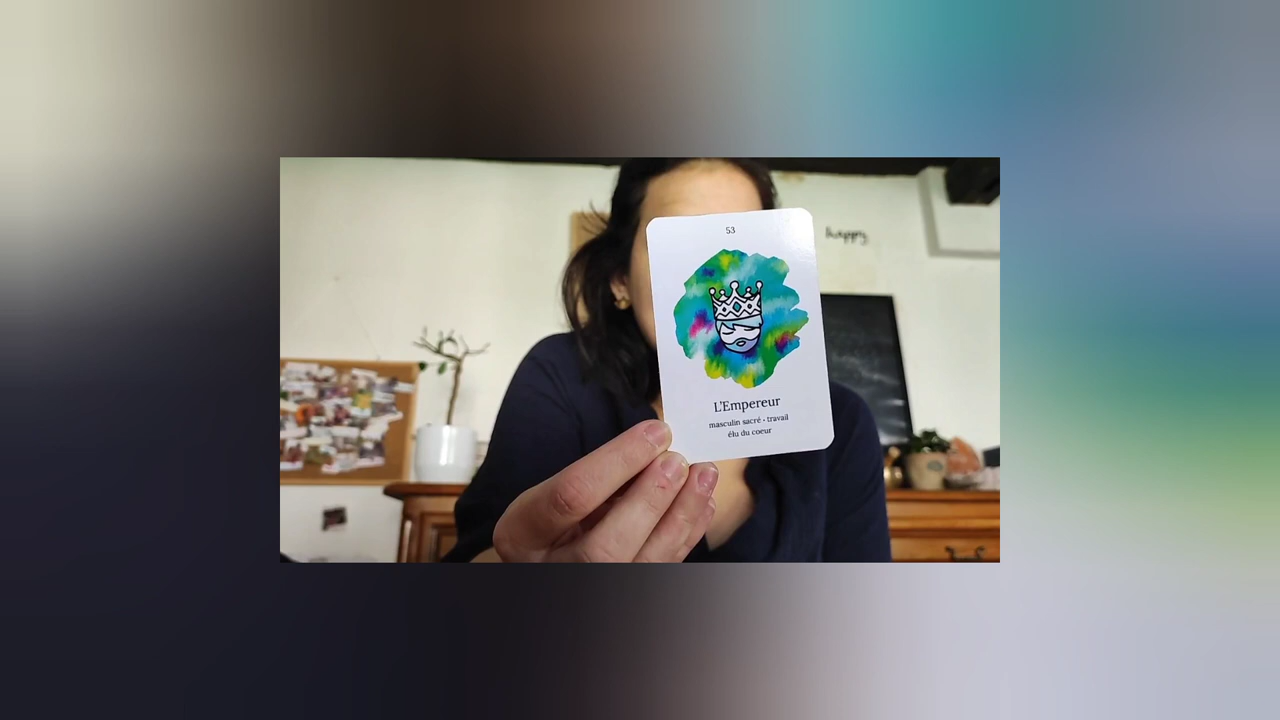 happy
53
L'Empereur
masculin sacré • travail
élu du coeur